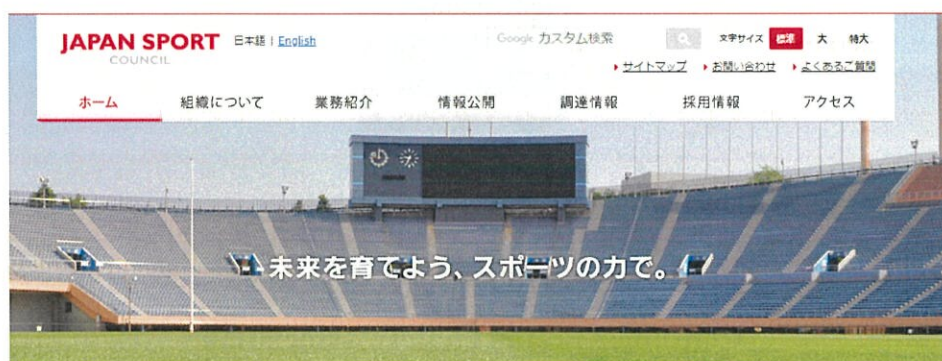 JAPAN SPORT
COUNCIL
日本語 | English
Google カスタム検索
文字サイズ 標準 大 特大
サイトマップ お問い合わせ よくあるご質問
ホーム 組織について 業務紹介 情報公開 調達情報 採用情報 アクセス
未来を育てよう、スポーツの力で。